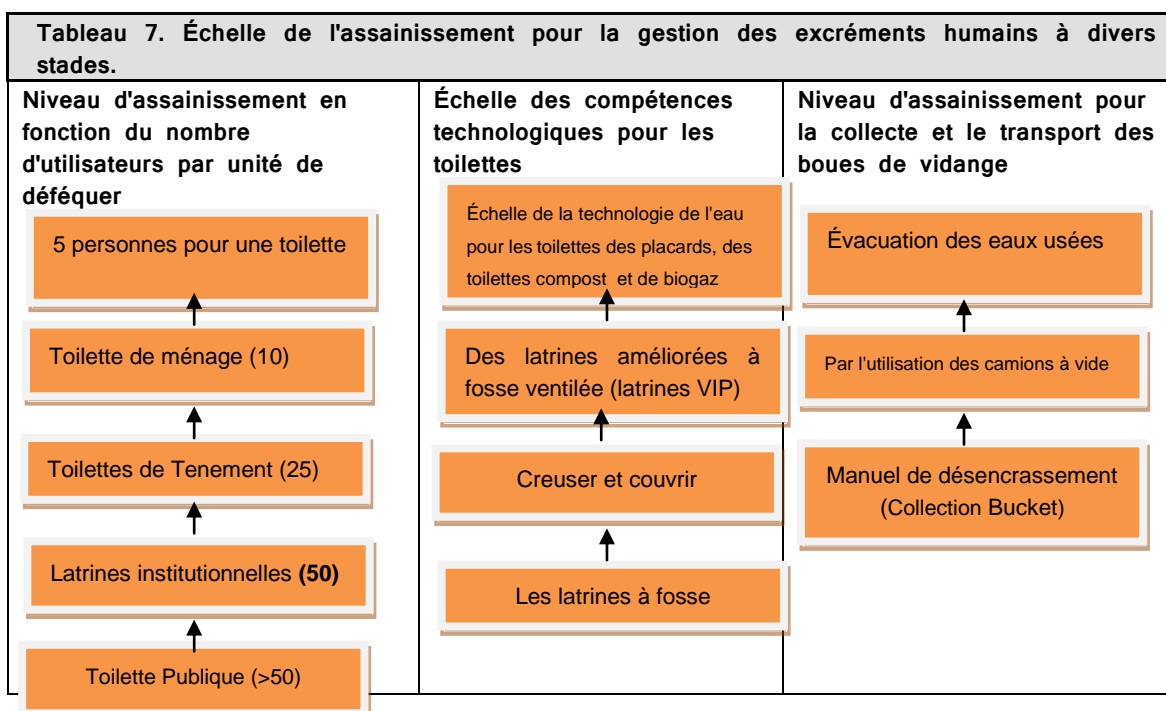 Tableau 7. Échelle de l'assainissement pour la gestion des excréments humains à divers
stades.
Niveau d'assainissement en
fonction du nombre
d'utilisateurs par unité de
déféquer
5 personnes pour une toilette
Toilette de ménage (10)
Toilettes de Tenement (25)
Latrines institutionnelles (50)
Toilette Publique (>50)
Échelle des compétences
technologiques pour les
toilettes
Échelle de la technologie de l'eau
pour les toilettes des placards, des
toilettes compost et de biogaz
Des latrines améliorées à
fosse ventilée (latrines VIP)
Creuser et couvrir
Les latrines à fosse
Niveau d'assainissement pour
la collecte et le transport des
boues de vidange
Évacuation des eaux usées
Par l'utilisation des camions à vide
Manuel de désencrassement
(Collection Bucket)